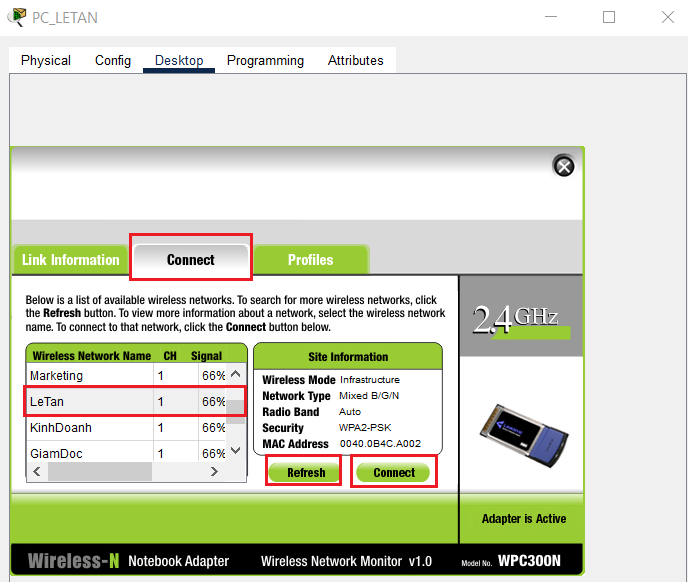 PC_LETAN
Physical Config Desktop Programming Attributes
Link Information Connect Profiles
Below is a list of available wireless networks. To search for more wireless networks, click
the Refresh button. To view more information about a network, select the wireless network
name. To connect to that network, click the Connect button below.
2.4GHz
Wireless Network Name CH Signal
Marketing 1 66%
LeTan 1 66%
KinhDoanh 1 66%
GiamDoc 1 66%
Site Information
Wireless Mode Infrastructure
Network Type Mixed B/G/N
Radio Band Auto
Security WPA2-PSK
MAC Address 0040.0B4C.A002
Refresh Connect
Adapter is Active
Wireless-N Notebook Adapter Wireless Network Monitor v1.0 Model No. WPC300N